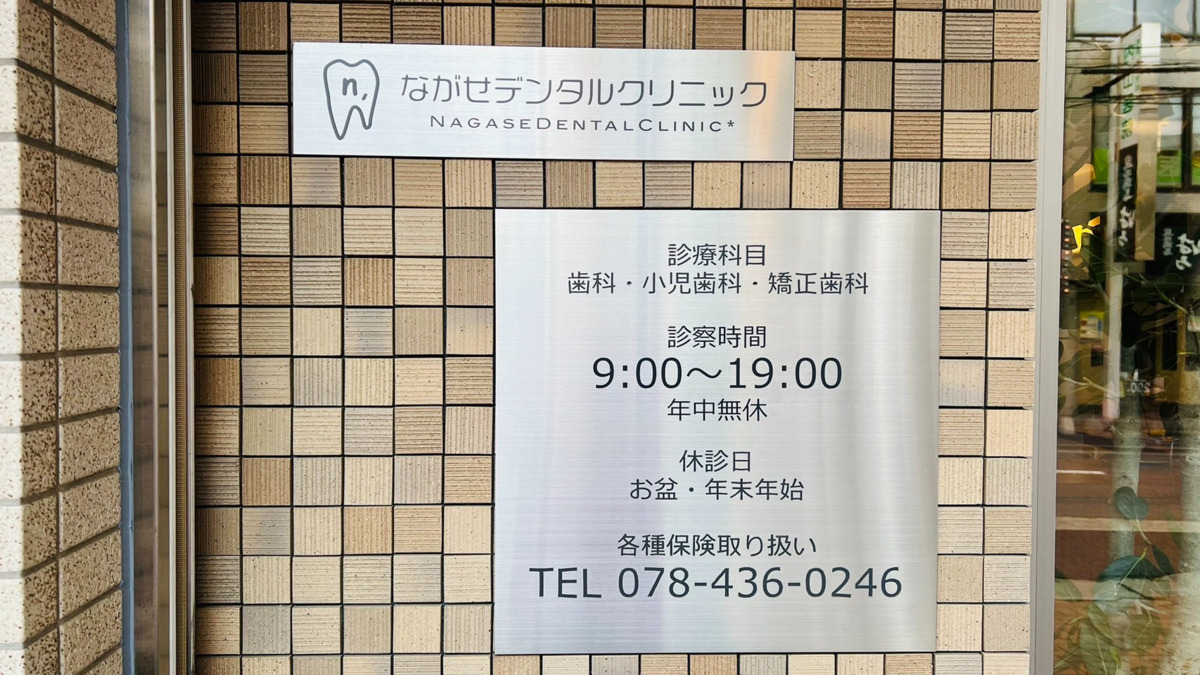 n,
ながせデンタルクリニック
NAGASEDENTALCLINIC*
診療科目
歯科・小児歯科・矯正歯科
診察時間
9:00～19:00
年中無休
休診日
お盆・年末年始
各種保険取り扱い
TEL 078-436-0246